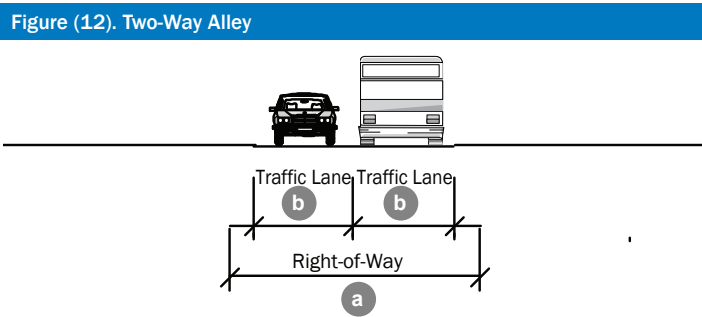 Figure (12). Two-Way Alley
Traffic Lane Traffic Lane
b b
Right-of-Way
a